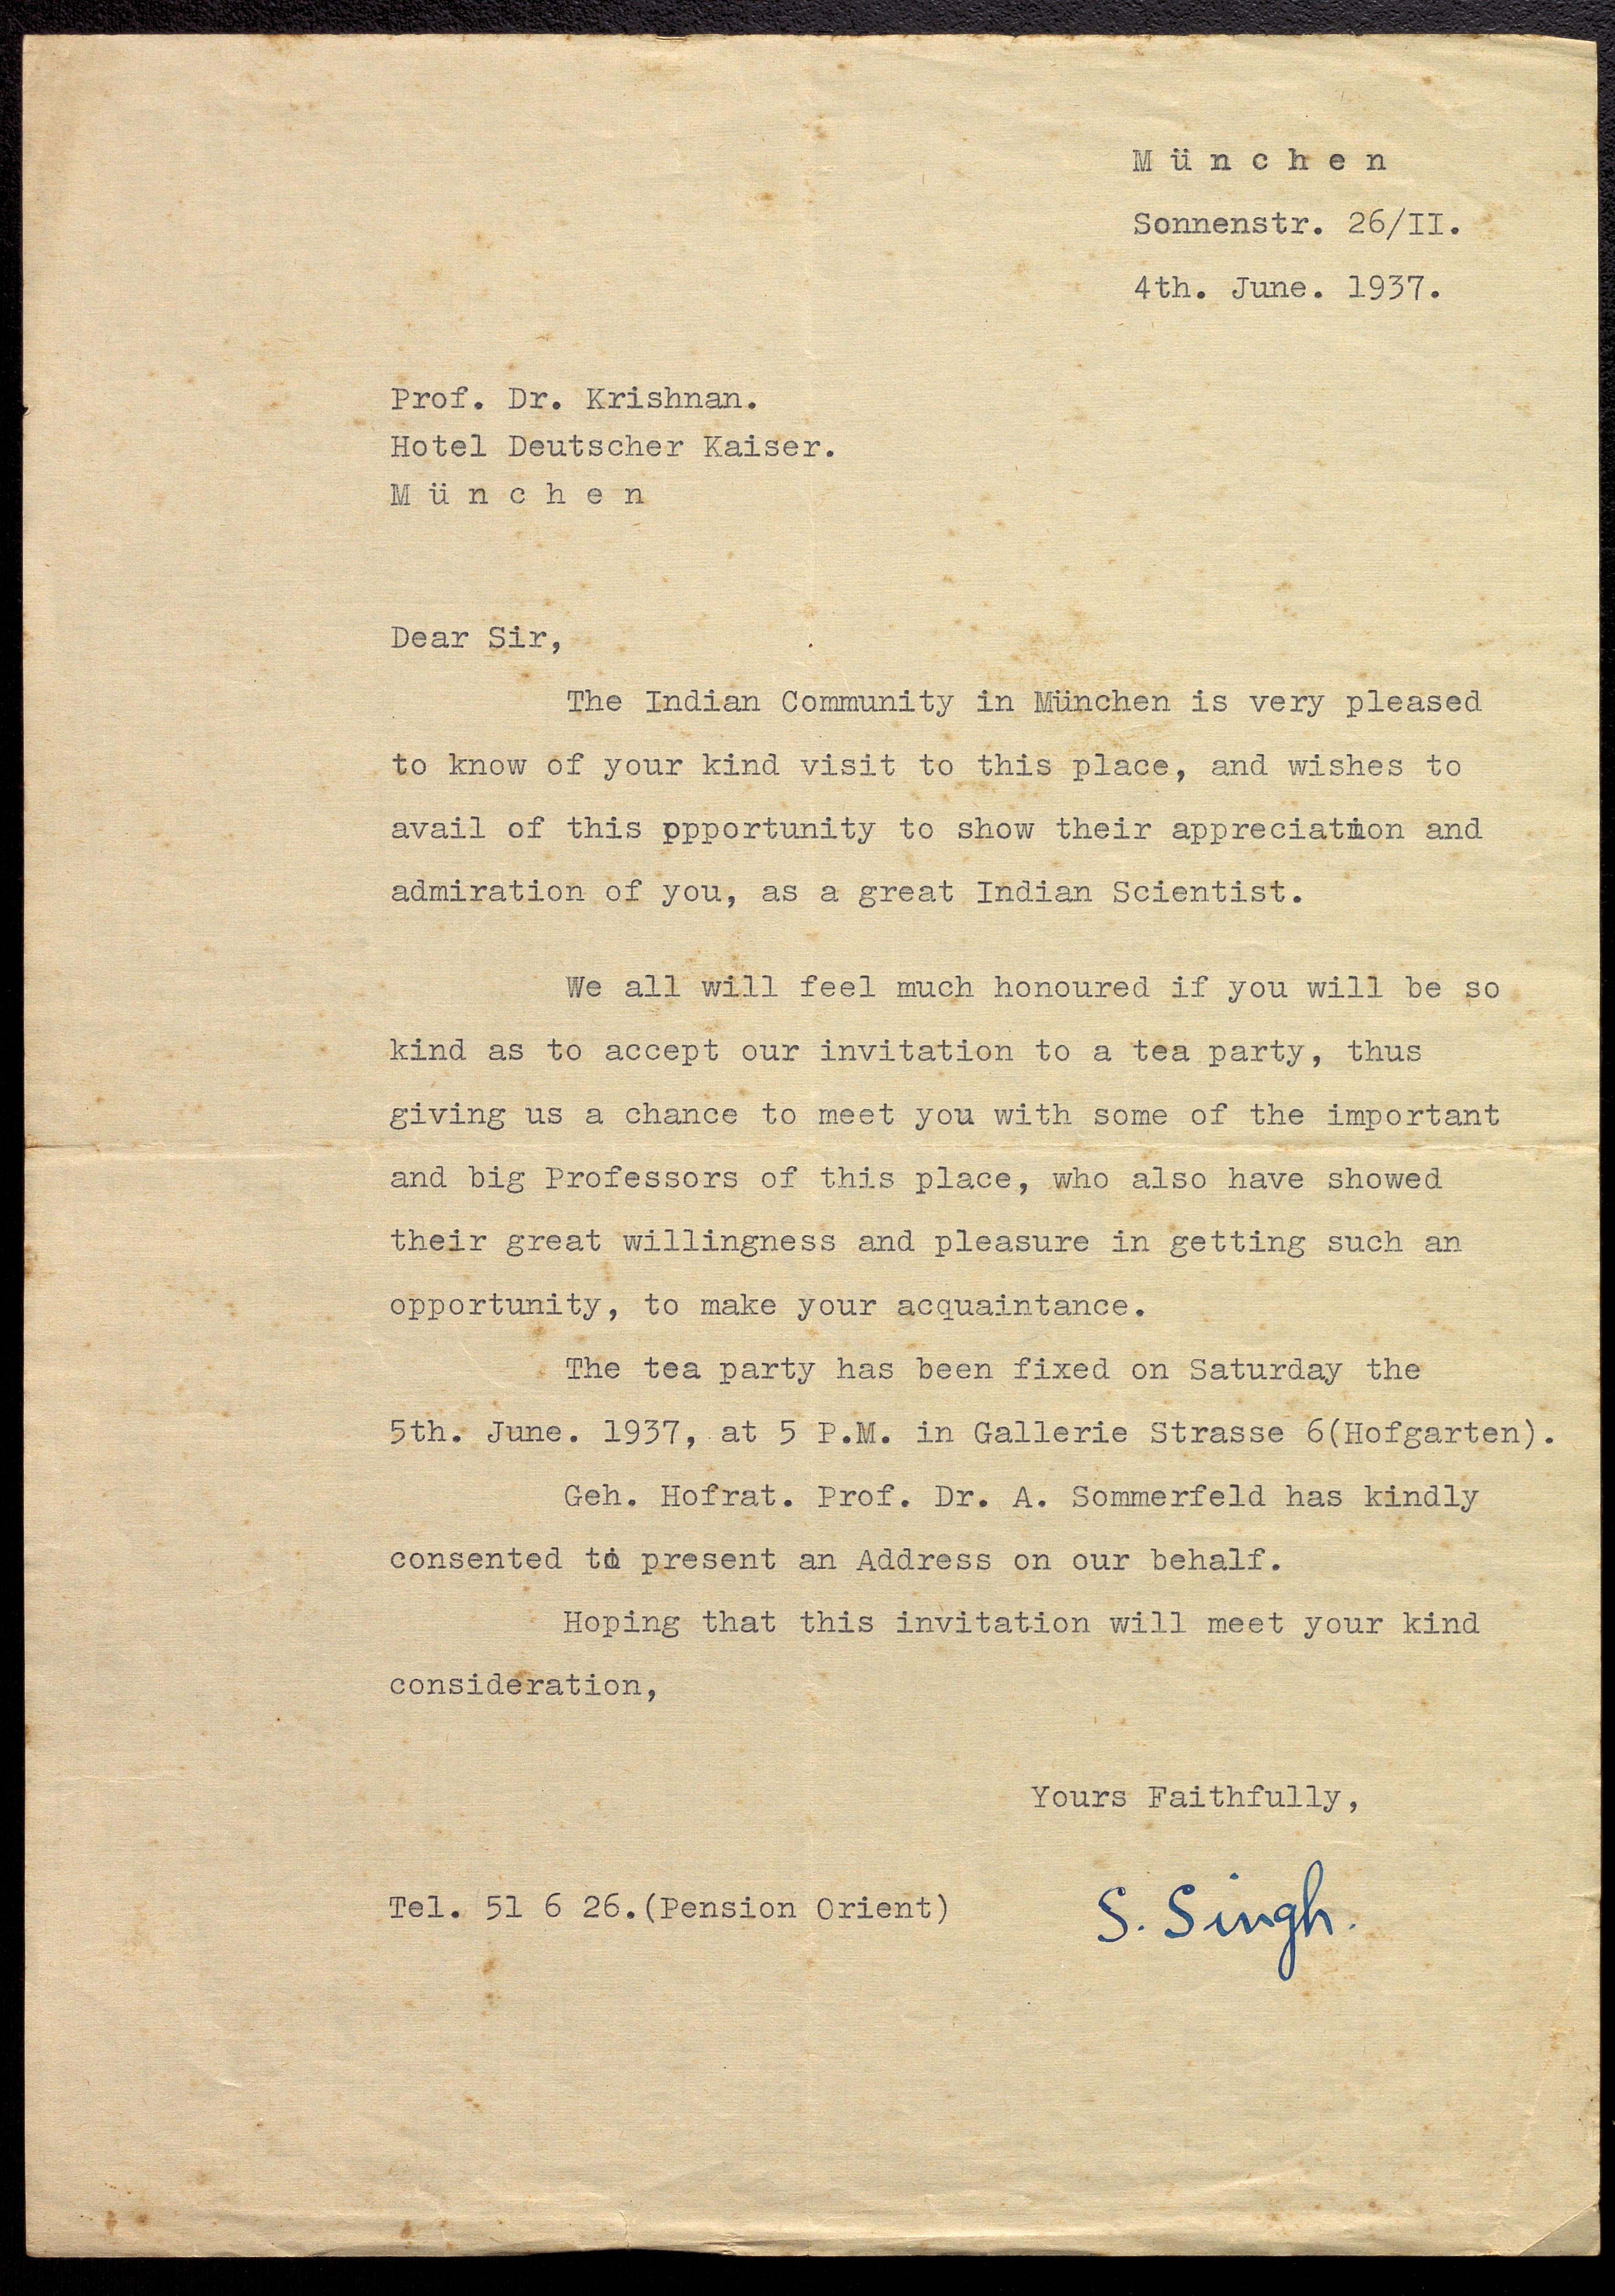 M ü n c h e n
Sonnenstr. 26/II.
4th. June. 1937.
Prof. Dr. Krishnan.
Hotel Deutscher Kaiser.
M ü n c h e n
Dear Sir,
The Indian Community in München is very pleased
to know of your kind visit to this place, and wishes to
avail of this opportunity to show their appreciation and
admiration of you, as a great Indian Scientist.
We all will feel much honoured if you will be so
kind as to accept our invitation to a tea party, thus
giving us a chance to meet you with some of the important
and big Professors of this place, who also have showed
their great willingness and pleasure in getting such an
opportunity, to make your acquaintance.
The tea party has been fixed on Saturday the
5th. June. 1937, at 5 P.M. in Gallerie Strasse 6(Hofgarten).
Geh. Hofrat. Prof. Dr. A. Sommerfeld has kindly
consented to present an Address on our behalf.
Hoping that this invitation will meet your kind
consideration,
Yours Faithfully,
Tel. 51 6 26.(Pension Orient)
S. Singh.